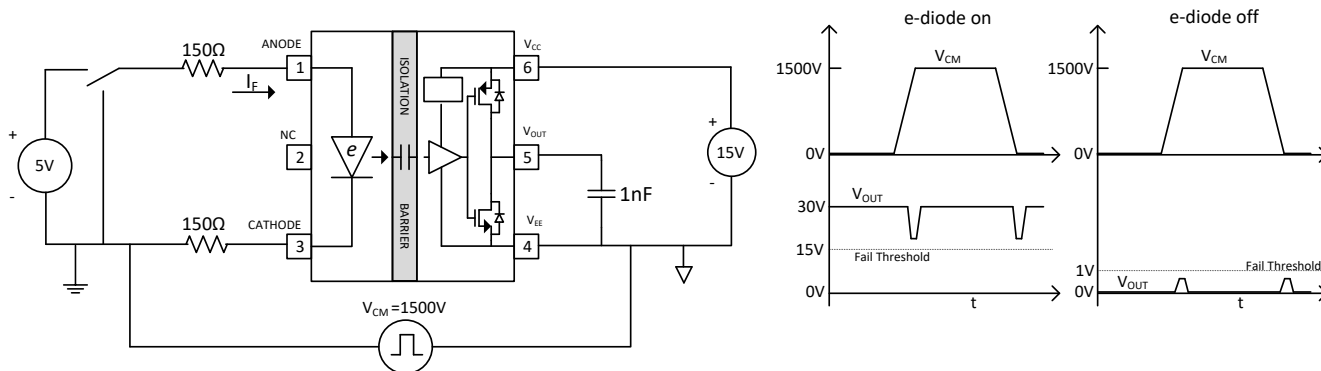 150Ω
ANODE
1
I_F
NC
2
e
5V
+
-
150Ω
CATHODE
3
ISOLATION
BARRIER
V_CC
6
V_OUT
5
V_EE
4
1nF
15V
+
-
V_CM =1500V
e-diode on
1500V
V_CM
0V
V_OUT
30V
15V
Fail Threshold
0V
t
e-diode off
1500V
V_CM
0V
1V
Fail Threshold
V_OUT
0V
t